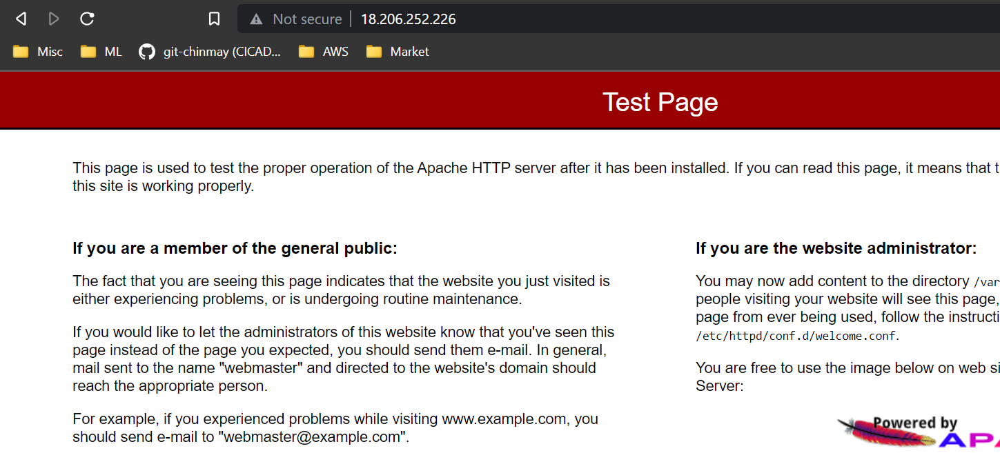 Not secure | 18.206.252.226
Misc ML git-chinmay (CICAD... AWS Market
Test Page
This page is used to test the proper operation of the Apache HTTP server after it has been installed. If you can read this page, it means that t
this site is working properly.
If you are a member of the general public:
The fact that you are seeing this page indicates that the website you just visited is
either experiencing problems, or is undergoing routine maintenance.
If you would like to let the administrators of this website know that you've seen this
page instead of the page you expected, you should send them e-mail. In general,
mail sent to the name "webmaster" and directed to the website's domain should
reach the appropriate person.
For example, if you experienced problems while visiting www.example.com, you
should send e-mail to "webmaster@example.com".
If you are the website administrator:
You may now add content to the directory /var
people visiting your website will see this page,
page from ever being used, follow the instructi
/etc/httpd/conf.d/welcome.conf.
You are free to use the image below on web si
Server:
Powered by
APA